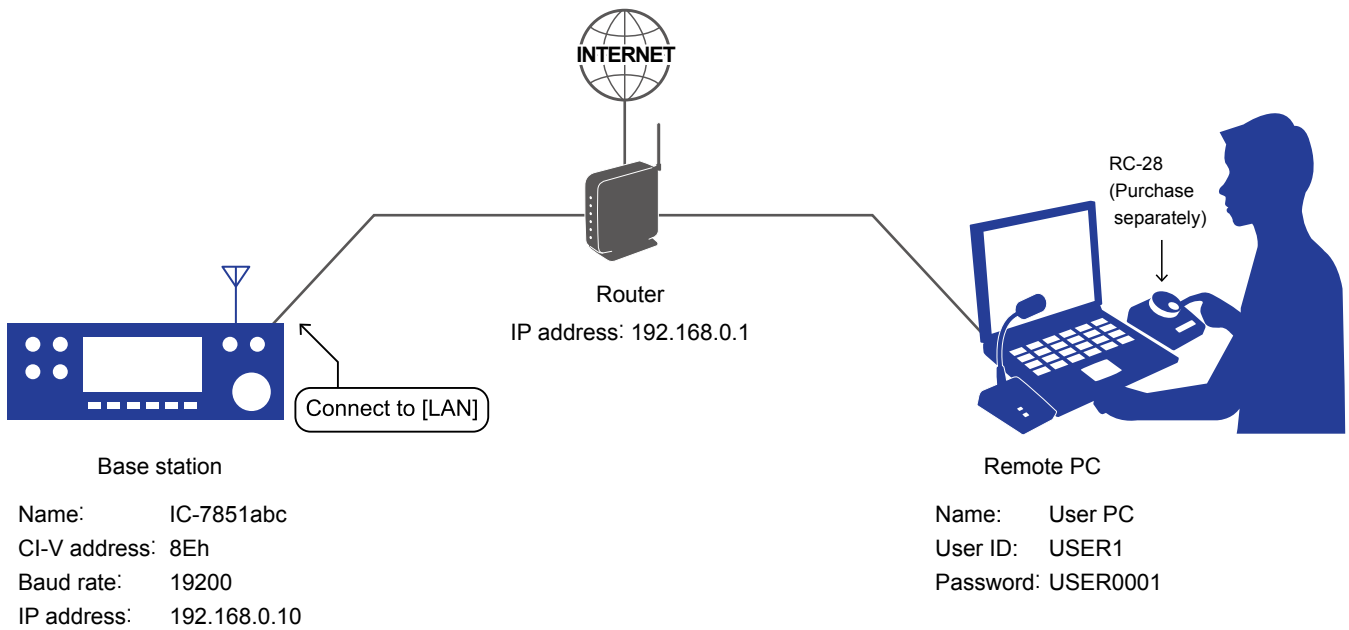 INTERNET
RC-28
(Purchase
separately)
Router
IP address: 192.168.0.1
Connect to [LAN]
Base station
Name: IC-7851abc
CI-V address: 8Eh
Baud rate: 19200
IP address: 192.168.0.10
Remote PC
Name: User PC
User ID: USER1
Password: USER0001